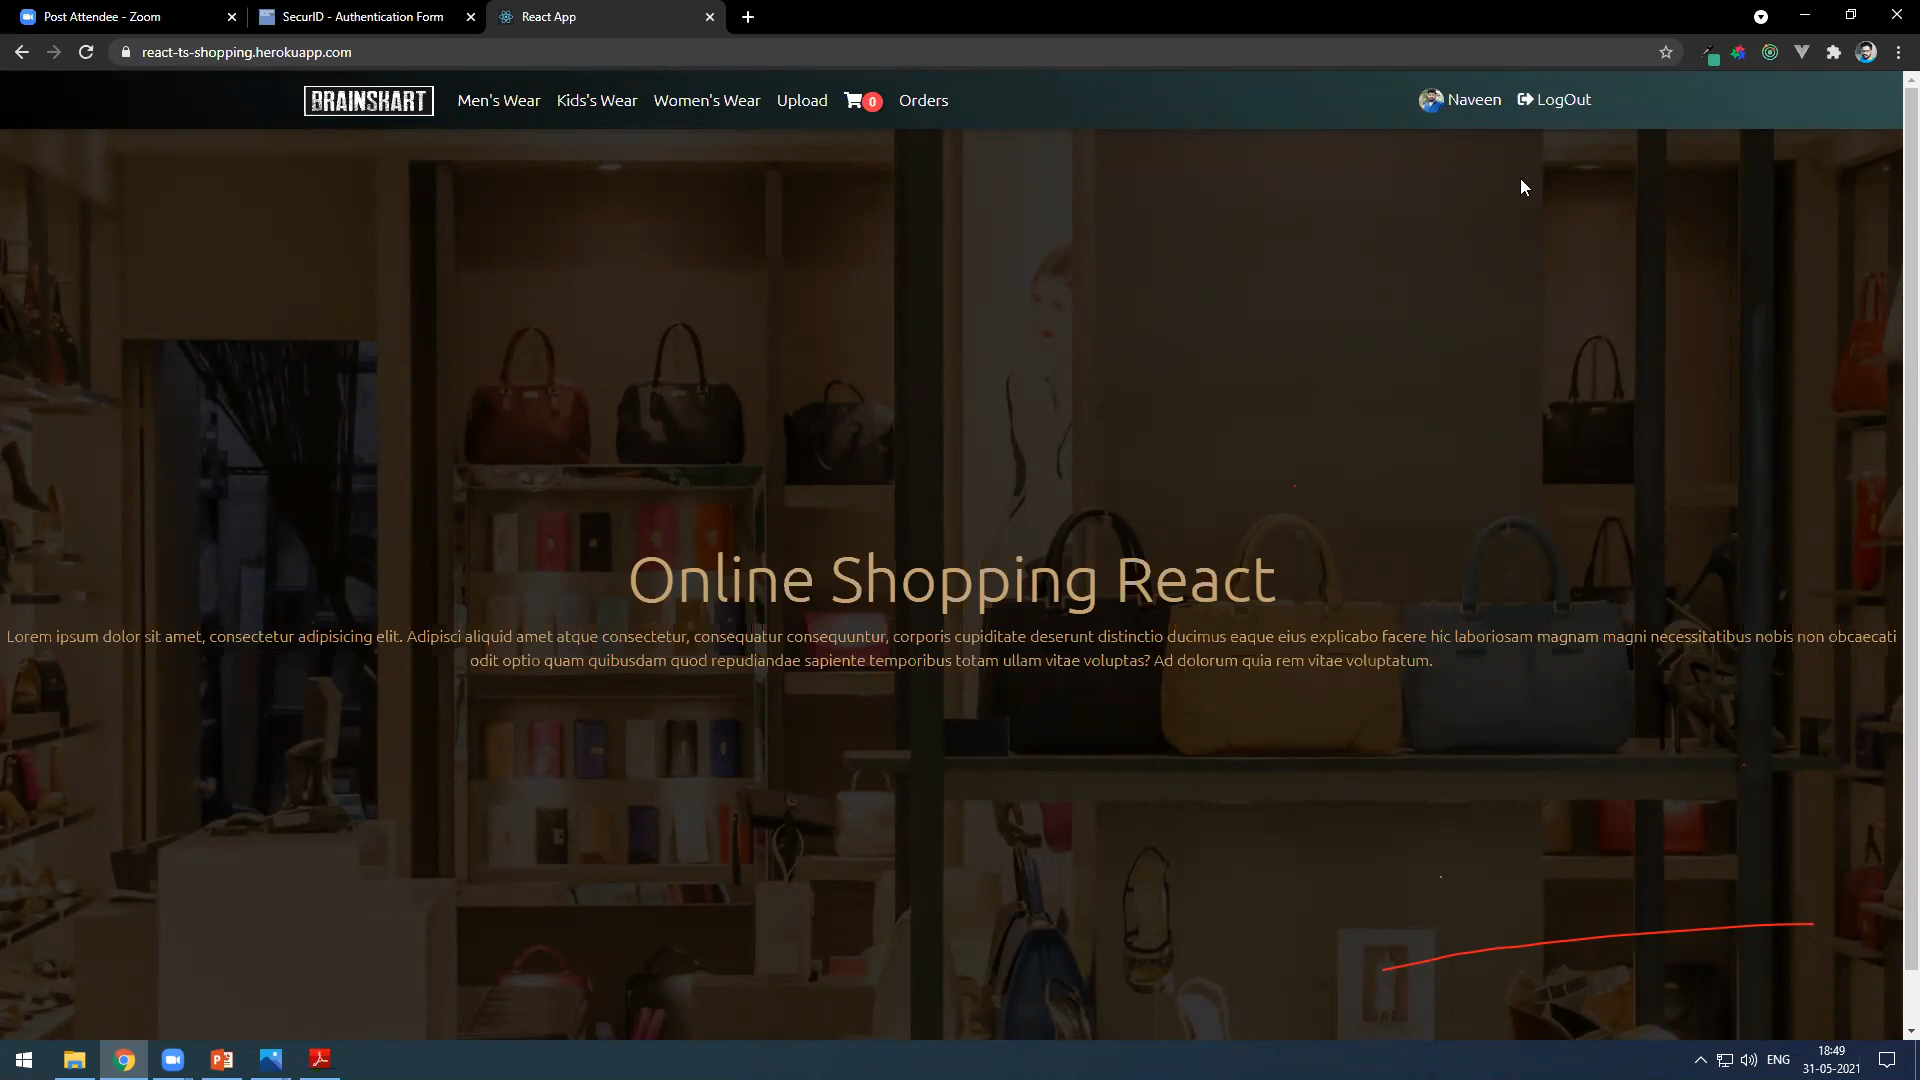 Post Attendee - Zoom
SecurID - Authentication Form
React App
react-ts-shopping.herokuapp.com
BRAINSKART
Men's Wear
Kids's Wear
Women's Wear
Upload
0
Orders
Naveen
LogOut
Online Shopping React
Lorem ipsum dolor sit amet, consectetur adipisicing elit. Adipisci aliquid amet atque consectetur, consequatur consequuntur, corporis cupiditate deserunt distinctio ducimus eaque eius explicabo facere hic laboriosam magnam magni necessitatibus nobis non obcaecati
odit optio quam quibusdam quod repudiandae sapiente temporibus totam ullam vitae voluptas? Ad dolorum quia rem vitae voluptatum.
ENG
18:49
31-05-2021